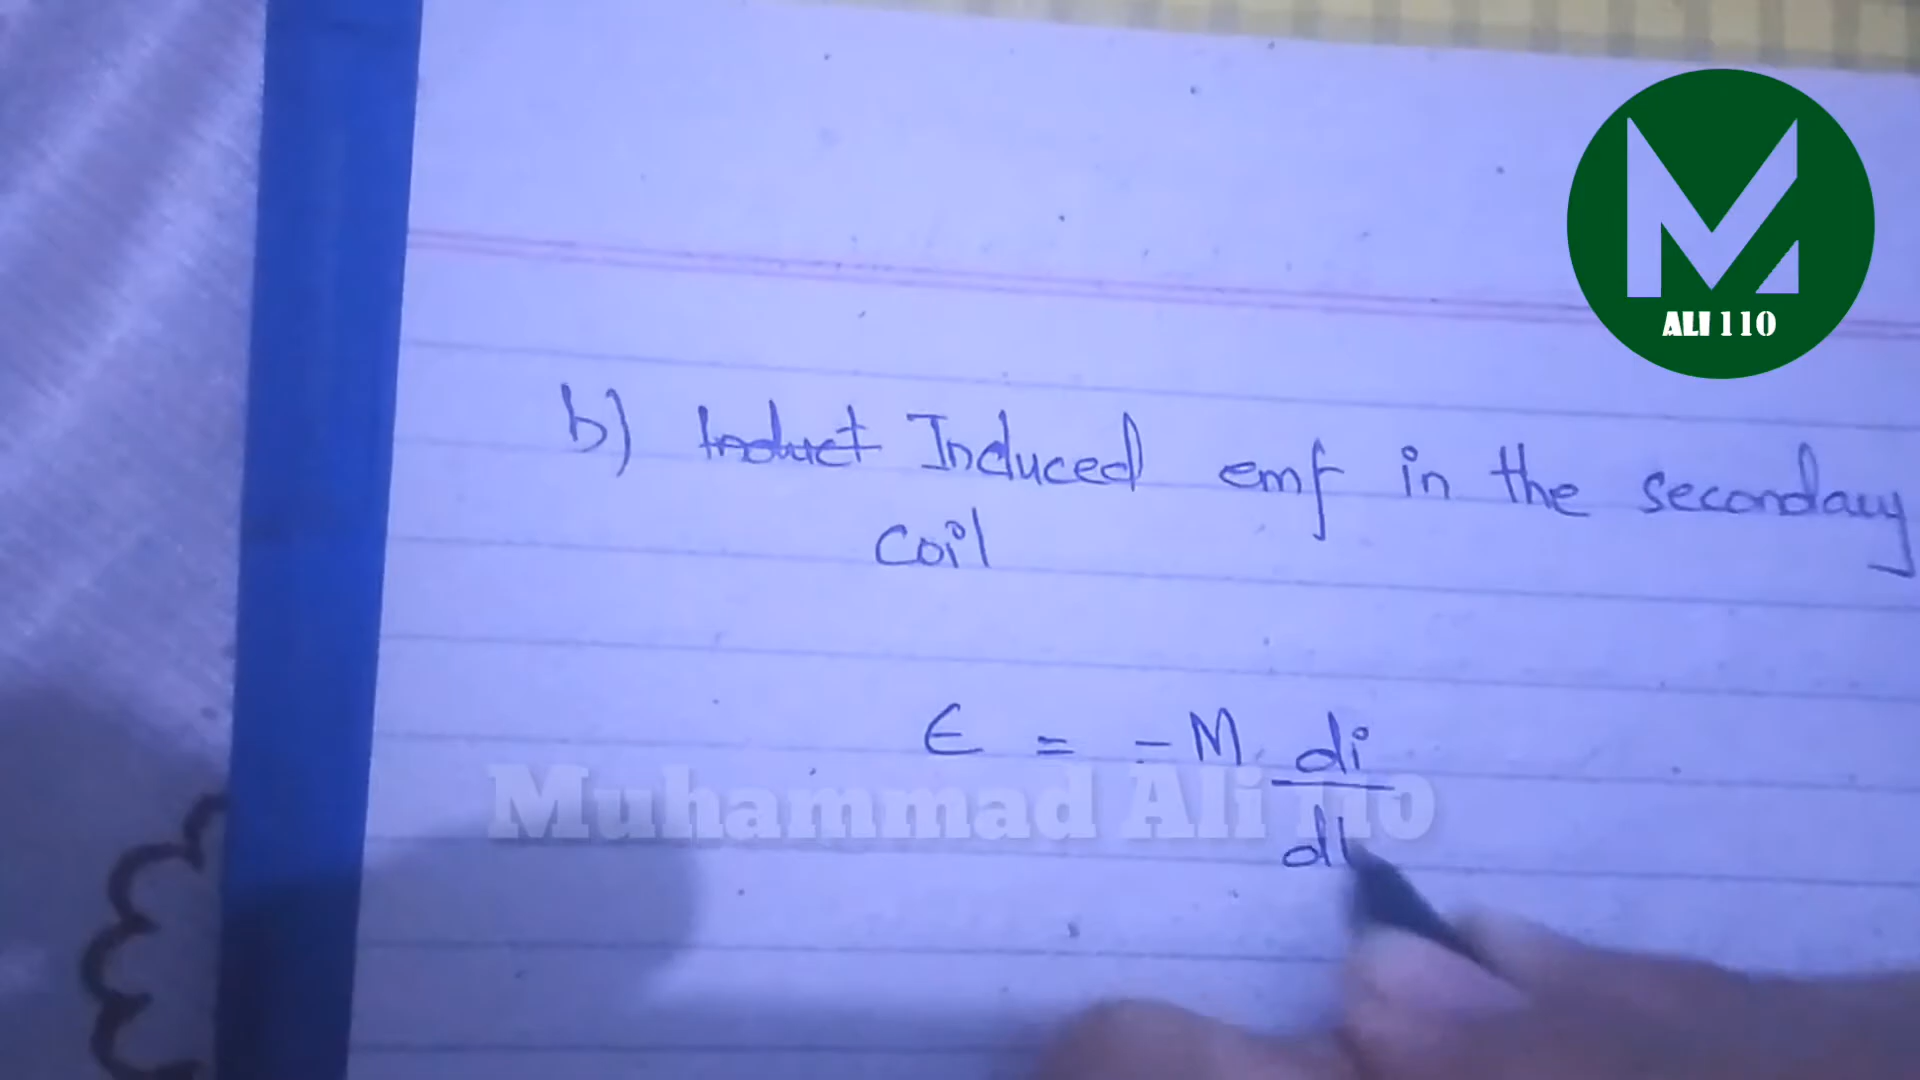 M
ALI 110
b) Induct Induced emf in the secondary
coil
ε = -M di
dt
Muhammad Ali 110